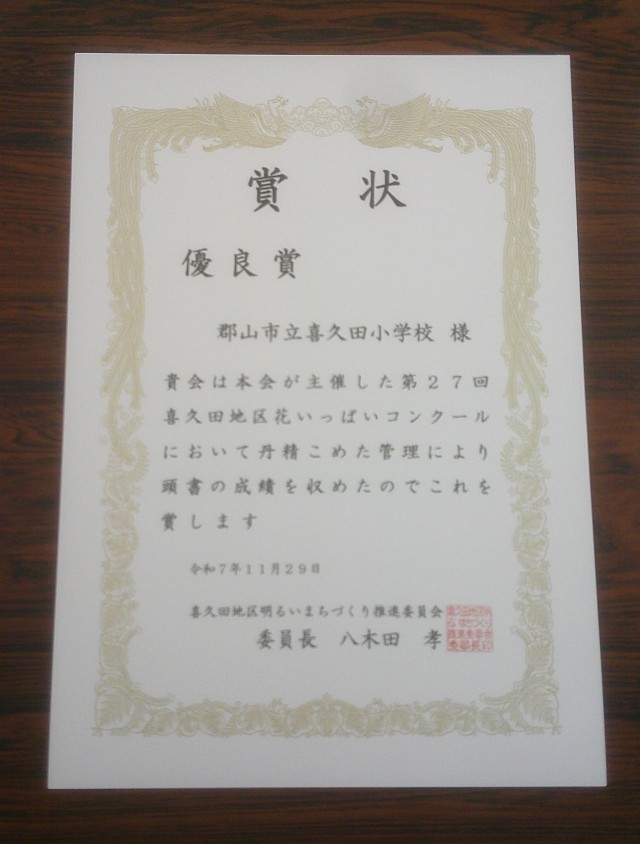 賞状
優良賞
郡山市立喜久田小学校 様
貴会は本会が主催した第27回
喜久田地区花いっぱいコンクール
において丹精こめた管理により
頭書の成績を収めたのでこれを
賞します
令和7年11月29日
喜久田地区明るいまちづくり推進委員会
委員長 八木田 孝